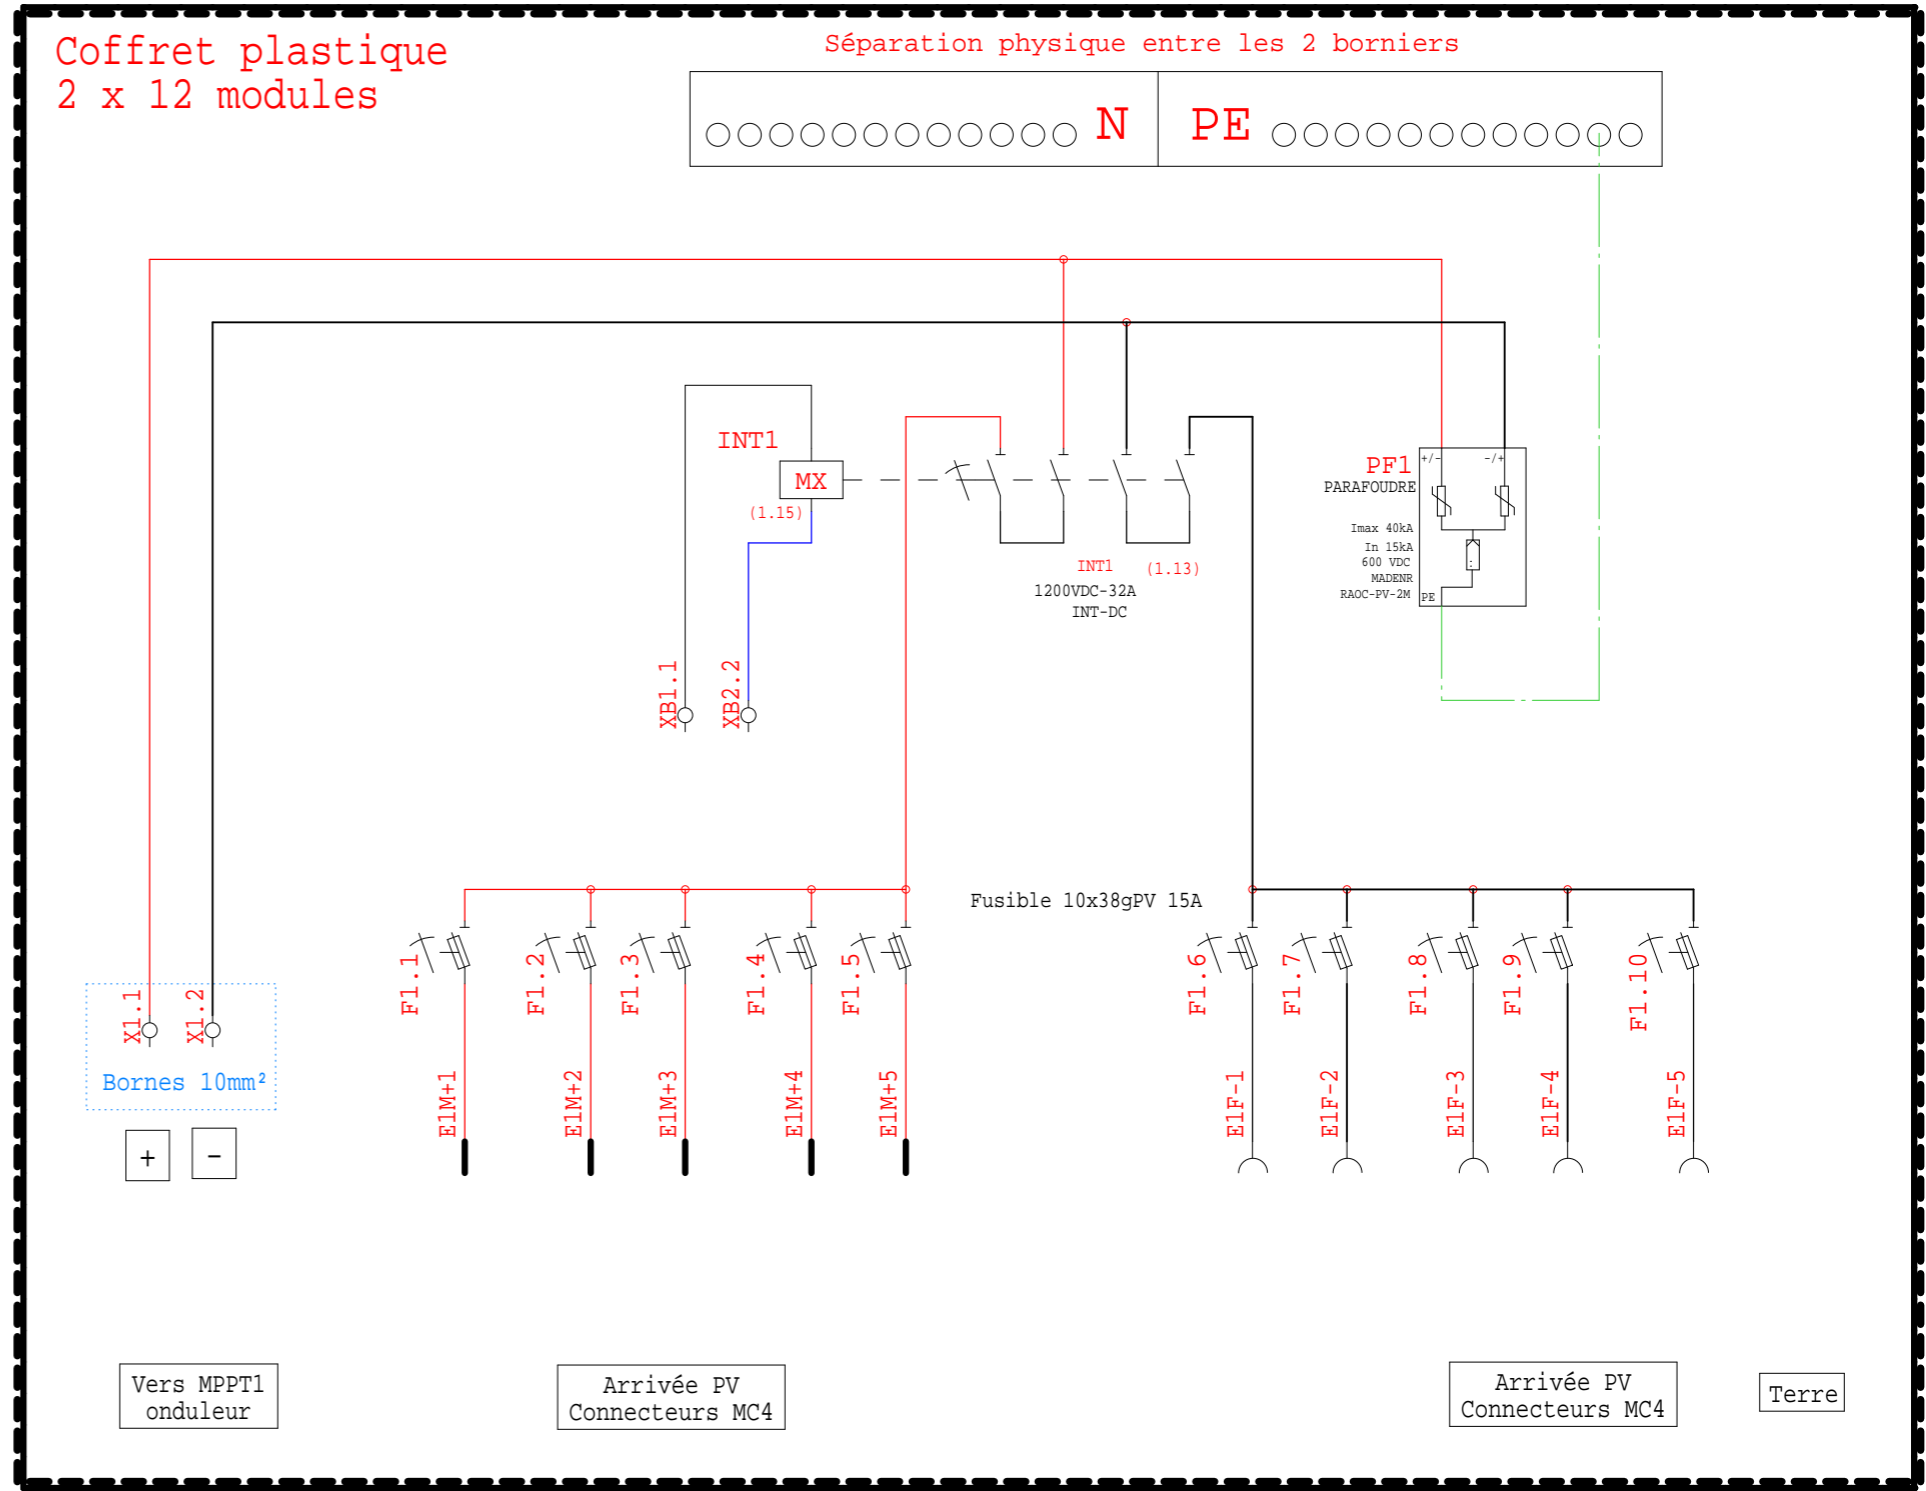 Coffret plastique
2 x 12 modules
Séparation physique entre les 2 borniers
N
PE
INT1
MX
(1.15)
INT1
(1.13)
1200VDC-32A
INT-DC
PF1
PARAFOUDRE
+/-
-/+
Imax 40kA
In 15kA
600 VDC
MADENR
RAOC-PV-2M
PE
XB1.1
XB2.2
Fusible 10x38gPV 15A
F1.1
F1.2
F1.3
F1.4
F1.5
F1.6
F1.7
F1.8
F1.9
F1.10
X1.1
X1.2
Bornes 10mm²
+
-
E1M+1
E1M+2
E1M+3
E1M+4
E1M+5
E1F-1
E1F-2
E1F-3
E1F-4
E1F-5
Vers MPPT1
onduleur
Arrivée PV
Connecteurs MC4
Arrivée PV
Connecteurs MC4
Terre